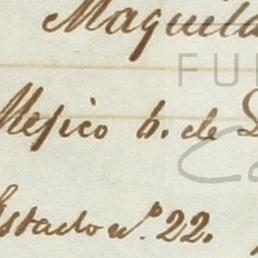 Maquila
Mexico 6. de
Estado nº. 22.